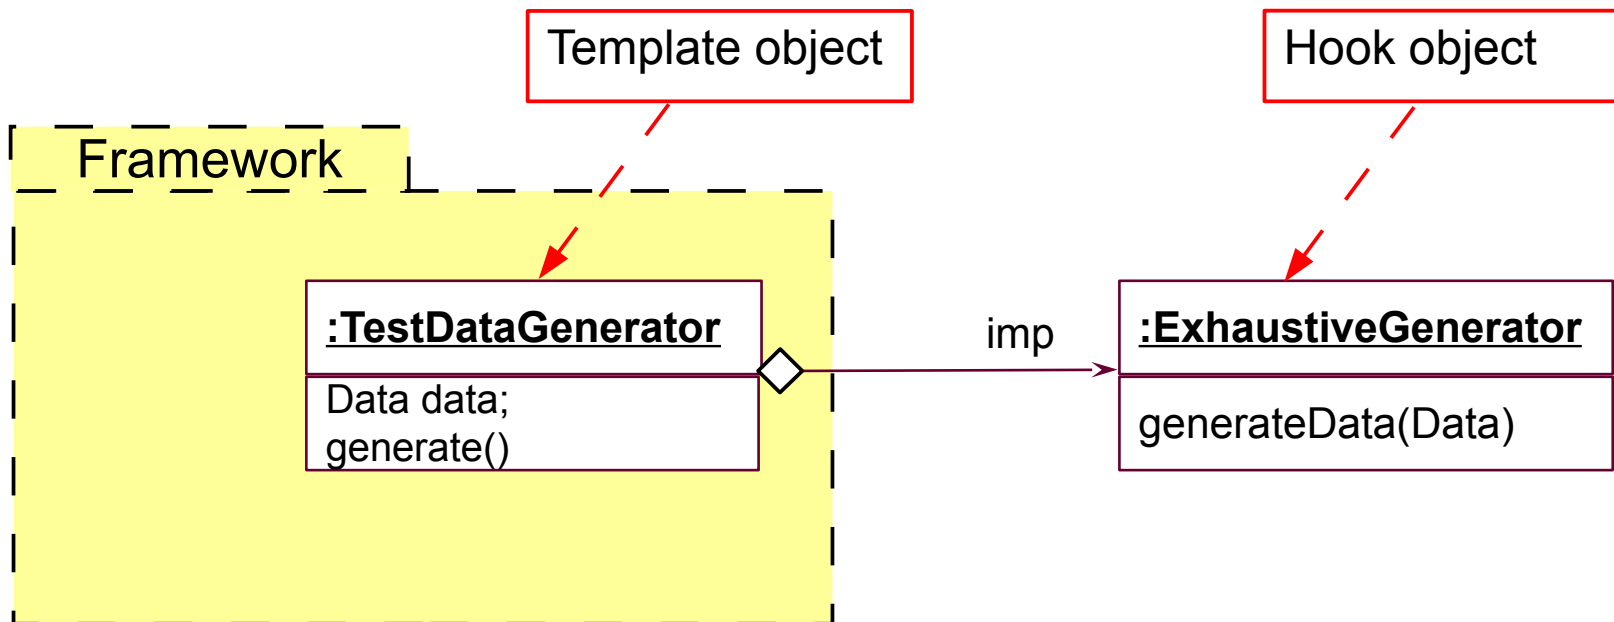 Template object
Hook object
Framework
:TestDataGenerator
Data data;
generate()
imp
:ExhaustiveGenerator
generateData(Data)